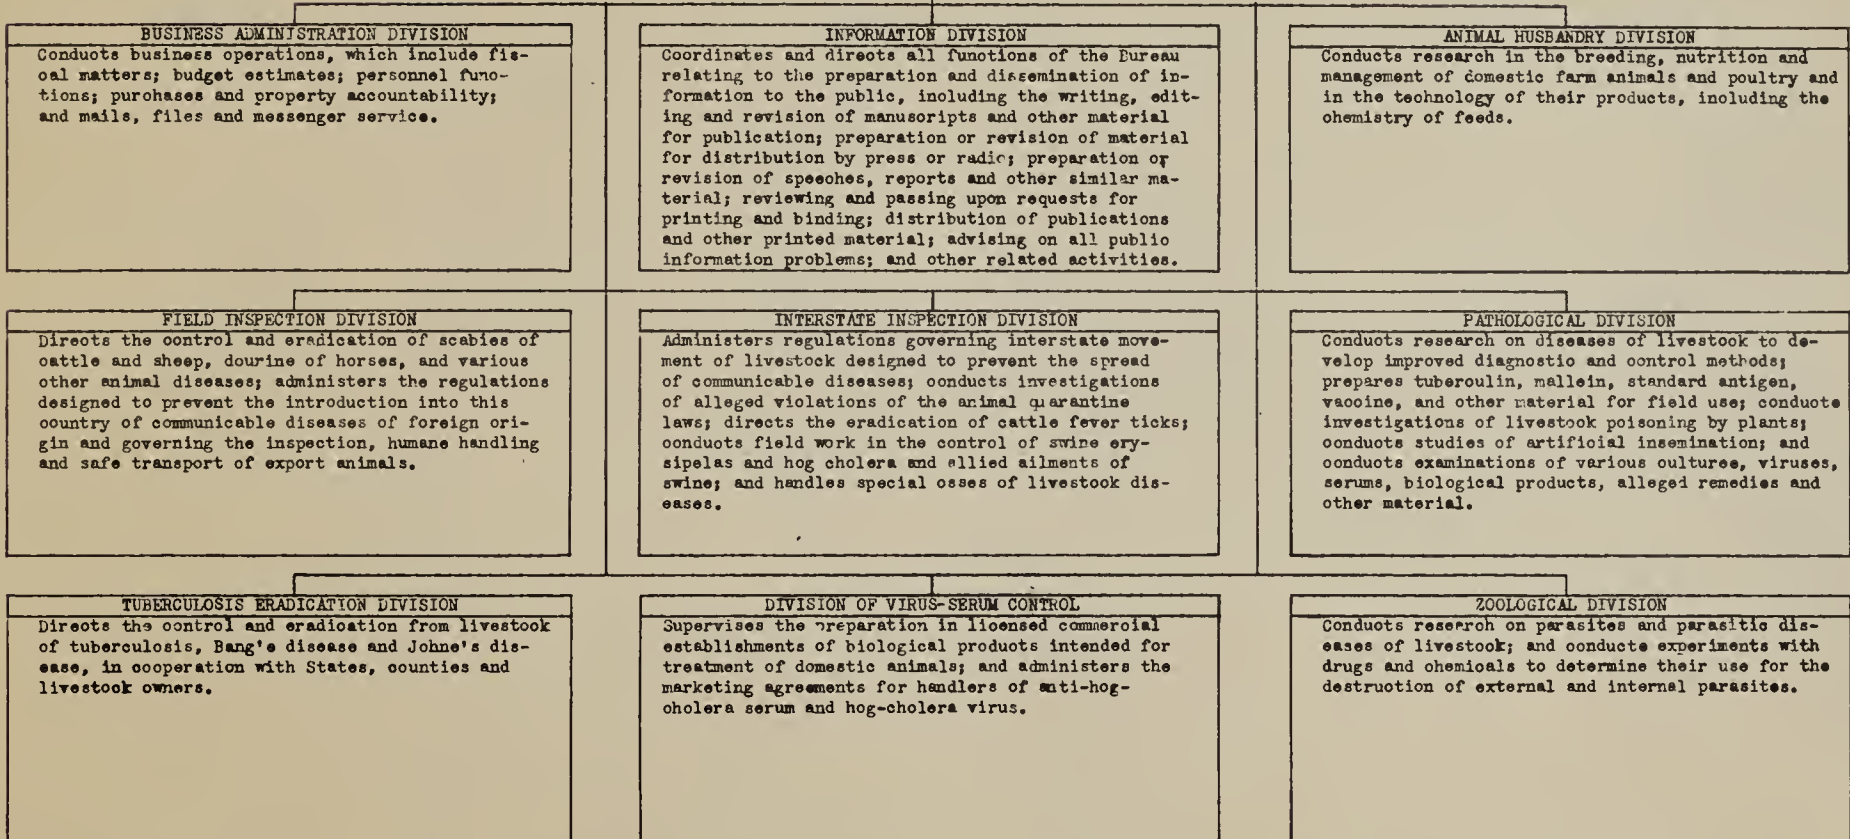 BUSINESS ADMINISTRATION DIVISION
Conducts business operations, which include fis-
cal matters; budget estimates; personnel func-
tions; purchases and property accountability;
and mails, files and messenger service.
INFORMATION DIVISION
Coordinates and directs all functions of the Bureau
relating to the preparation and dissemination of in-
formation to the public, including the writing, edit-
ing and revision of manuscripts and other material
for publication; preparation or revision of material
for distribution by press or radio; preparation or
revision of speeches, reports and other similar ma-
terial; reviewing and passing upon requests for
printing and binding; distribution of publications
and other printed material; advising on all public
information problems; and other related activities.
ANIMAL HUSBANDRY DIVISION
Conducts research in the breeding, nutrition and
management of domestic farm animals and poultry and
in the technology of their products, including the
chemistry of feeds.
FIELD INSPECTION DIVISION
Directs the control and eradication of scabies of
cattle and sheep, dourine of horses, and various
other animal diseases; administers the regulations
designed to prevent the introduction into this
country of communicable diseases of foreign ori-
gin and governing the inspection, humane handling
and safe transport of export animals.
INTERSTATE INSPECTION DIVISION
Administers regulations governing interstate move-
ment of livestock designed to prevent the spread
of communicable diseases; conducts investigations
of alleged violations of the animal quarantine
laws; directs the eradication of cattle fever ticks;
conducts field work in the control of swine ery-
sipelas and hog cholera and allied ailments of
swine; and handles special cases of livestock dis-
eases.
PATHOLOGICAL DIVISION
Conducts research on diseases of livestock to de-
velop improved diagnostic and control methods;
prepares tuberculin, mallein, standard antigen,
vaccine, and other material for field use; conducts
investigations of livestock poisoning by plants;
conducts studies of artificial insemination; and
conducts examinations of various cultures, viruses,
serums, biological products, alleged remedies and
other material.
TUBERCULOSIS ERADICATION DIVISION
Directs the control and eradication from livestock
of tuberculosis, Bang's disease and Johne's dis-
ease, in cooperation with States, counties and
livestock owners.
DIVISION OF VIRUS-SERUM CONTROL
Supervises the preparation in licensed commercial
establishments of biological products intended for
treatment of domestic animals; and administers the
marketing agreements for handlers of anti-hog-
cholera serum and hog-cholera virus.
ZOOLOGICAL DIVISION
Conducts research on parasites and parasitic dis-
eases of livestock; and conducts experiments with
drugs and chemicals to determine their use for the
destruction of external and internal parasites.